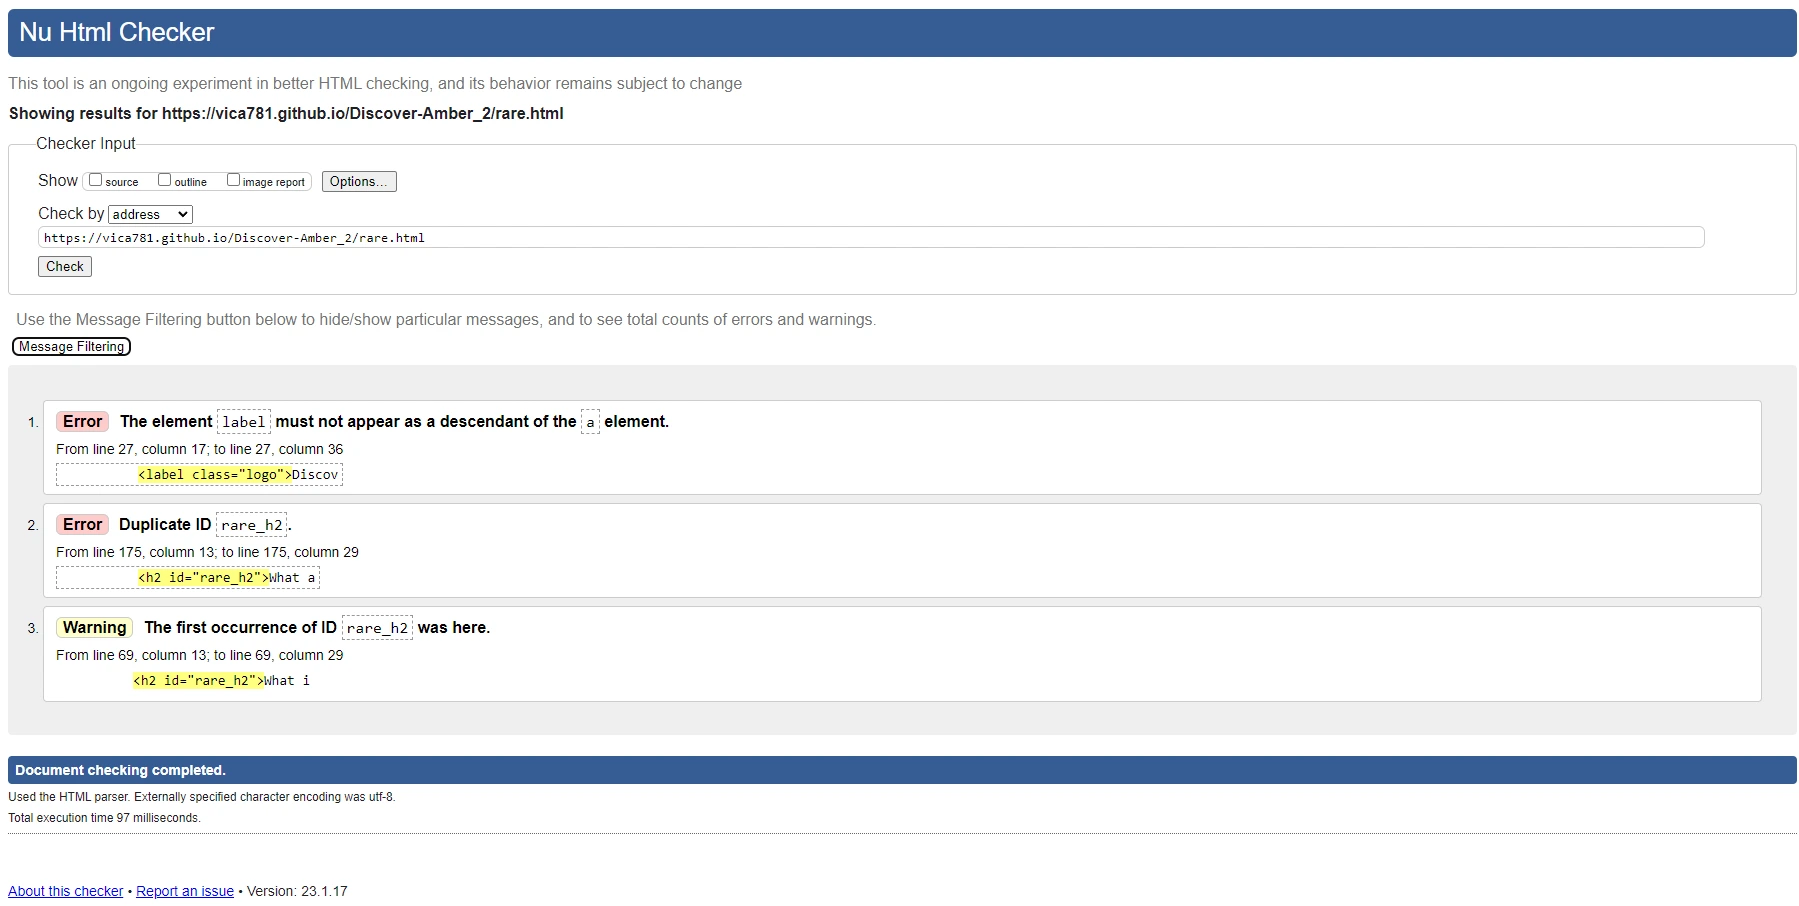 Nu Html Checker
This tool is an ongoing experiment in better HTML checking, and its behavior remains subject to change
Showing results for https://vica781.github.io/Discover-Amber_2/rare.html
Checker Input
Show source outline image report Options...
Check by address
https://vica781.github.io/Discover-Amber_2/rare.html
Check
Use the Message Filtering button below to hide/show particular messages, and to see total counts of errors and warnings.
Message Filtering
1. Error The element label must not appear as a descendant of the a element.
From line 27, column 17; to line 27, column 36
<label class="logo">Discov
2. Error Duplicate ID rare_h2.
From line 175, column 13; to line 175, column 29
<h2 id="rare_h2">What a
3. Warning The first occurrence of ID rare_h2 was here.
From line 69, column 13; to line 69, column 29
<h2 id="rare_h2">What i
Document checking completed.
Used the HTML parser. Externally specified character encoding was utf-8.
Total execution time 97 milliseconds.
About this checker • Report an issue • Version: 23.1.17